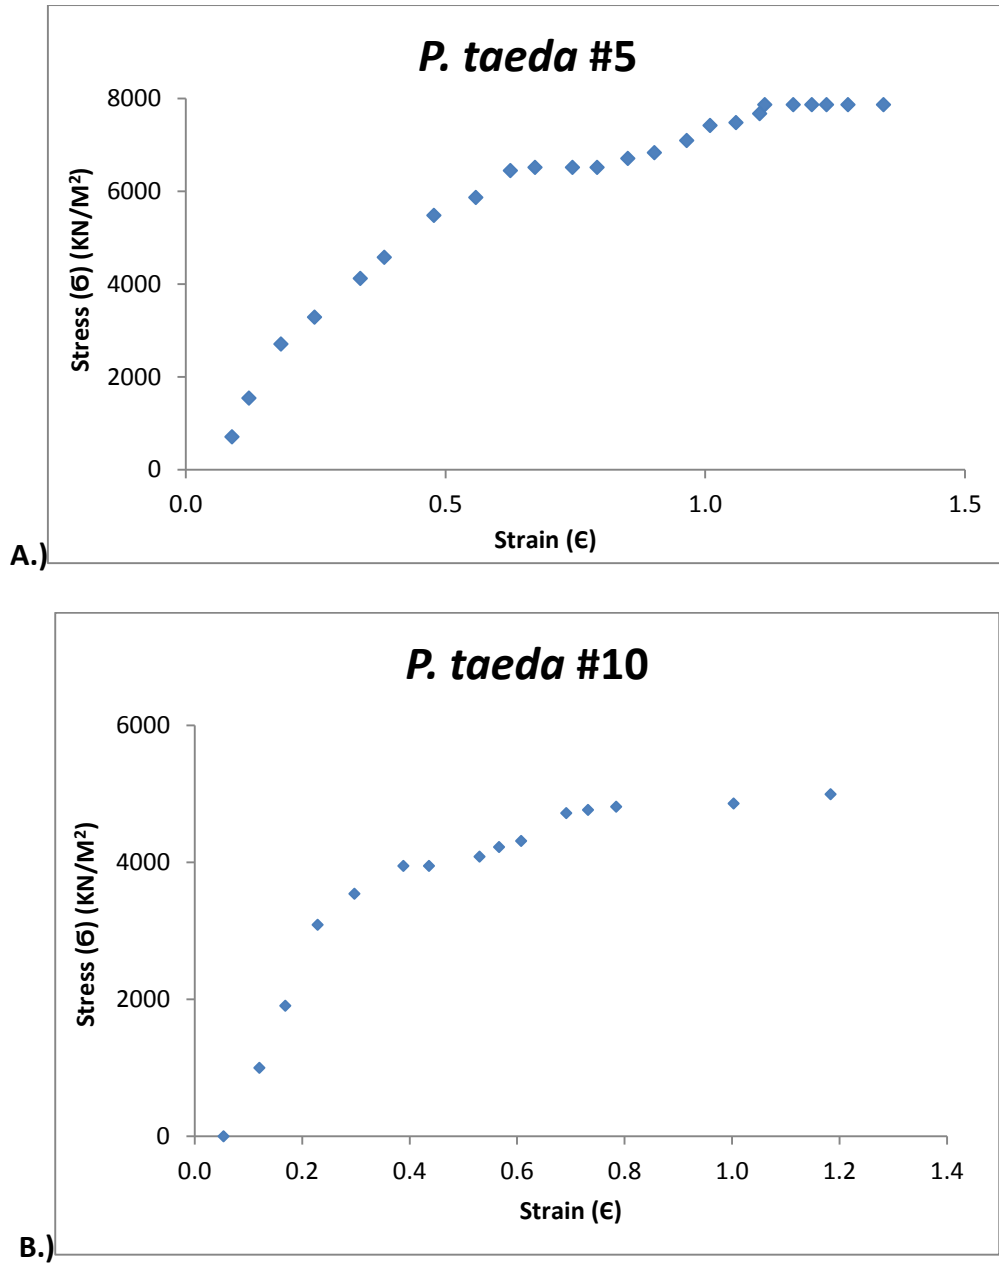 P. taeda #5
8000
6000
4000
2000
0
0.0 0.5 1.0 1.5
Stress (б) (KN/M²)
Strain (Є)
A.)
P. taeda #10
6000
4000
2000
0
0.0 0.2 0.4 0.6 0.8 1.0 1.2 1.4
Stress (б) (KN/M²)
Strain (Є)
B.)